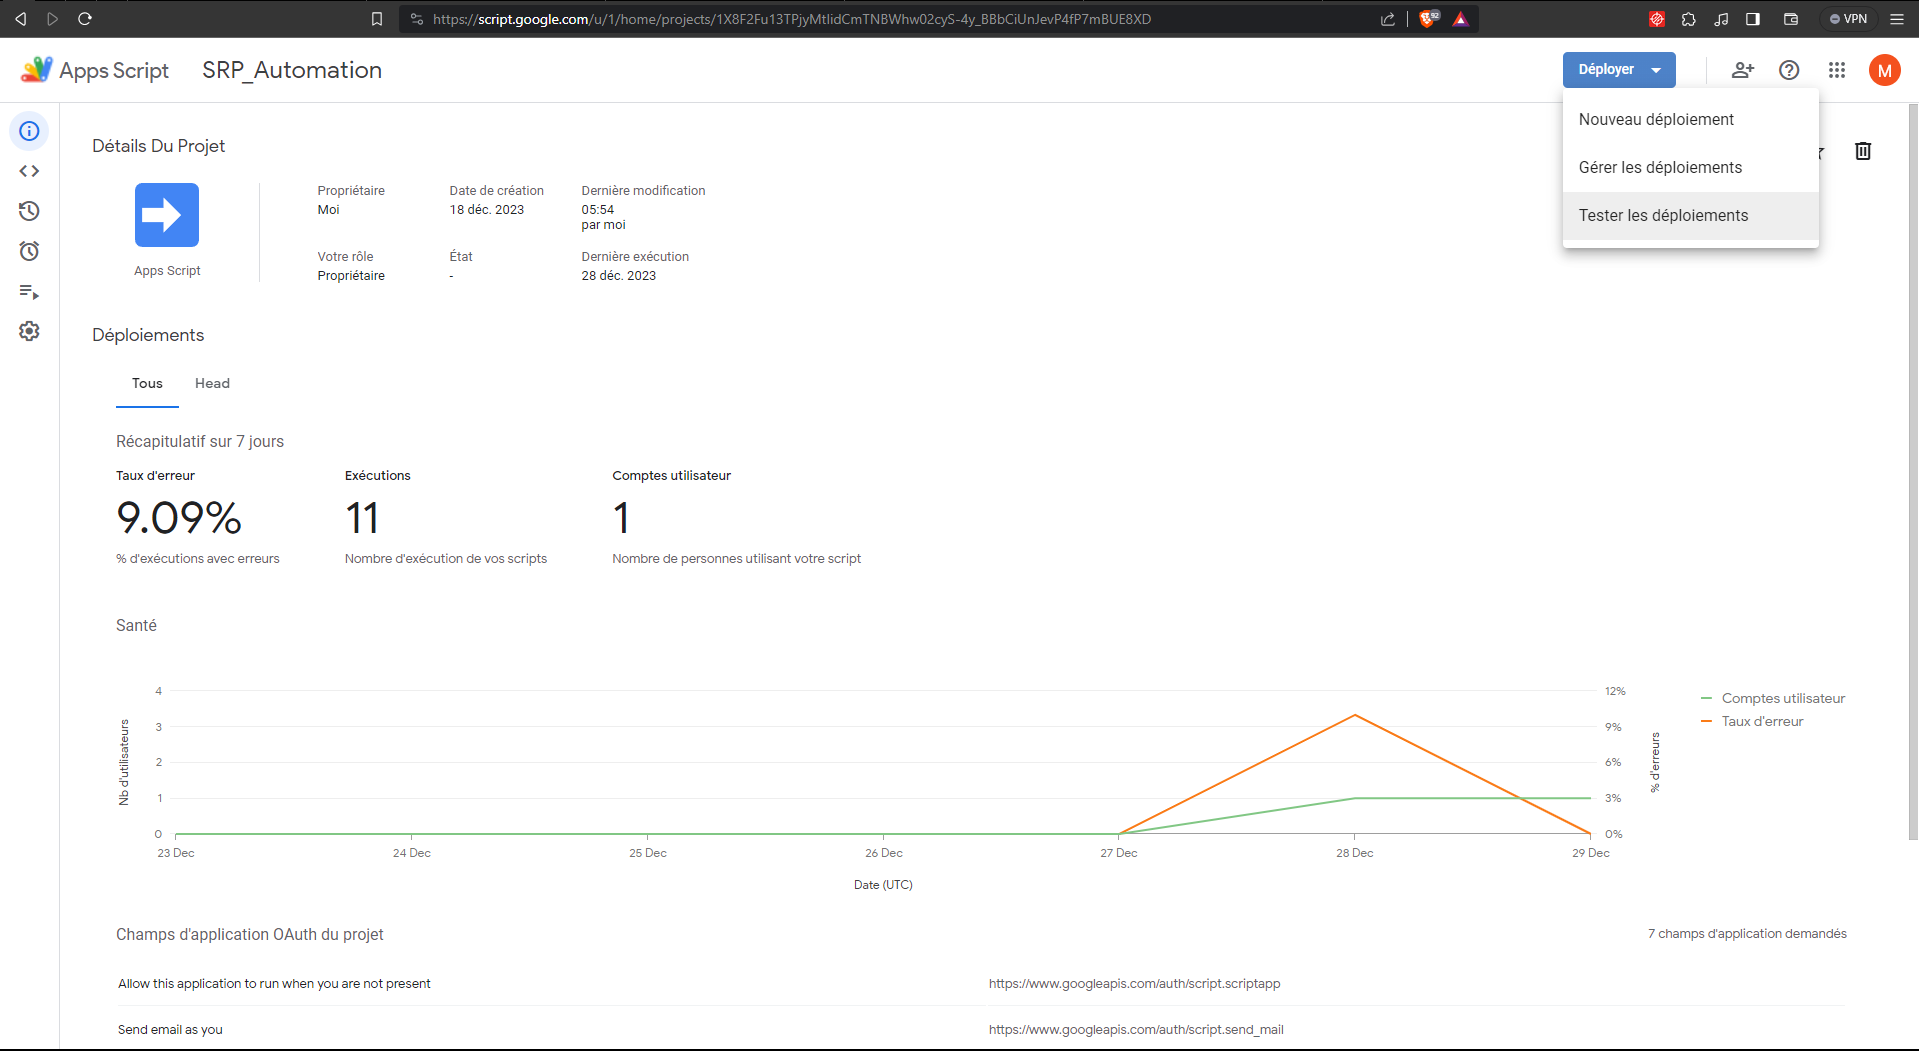 https://script.google.com/u/1/home/projects/1X8F2Fu13TPjyMtlidCmTNBWhw02cyS-4y_BBbCiUnJevP4fP7mBUE8XD
92
VPN
Apps Script
SRP_Automation
Déployer
M
Nouveau déploiement
Gérer les déploiements
Tester les déploiements
Détails Du Projet
Apps Script
Propriétaire
Moi
Date de création
18 déc. 2023
Dernière modification
05:54
par moi
Votre rôle
Propriétaire
État
-
Dernière exécution
28 déc. 2023
Déploiements
Tous
Head
Récapitulatif sur 7 jours
Taux d'erreur
9.09%
% d'exécutions avec erreurs
Exécutions
11
Nombre d'exécution de vos scripts
Comptes utilisateur
1
Nombre de personnes utilisant votre script
Santé
Nb d'utilisateurs
4
3
2
1
0
12%
9%
6%
3%
0%
% d'erreurs
Comptes utilisateur
Taux d'erreur
23 Dec
24 Dec
25 Dec
26 Dec
27 Dec
28 Dec
29 Dec
Date (UTC)
Champs d'application OAuth du projet
7 champs d'application demandés
Allow this application to run when you are not present
https://www.googleapis.com/auth/script.scriptapp
Send email as you
https://www.googleapis.com/auth/script.send_mail